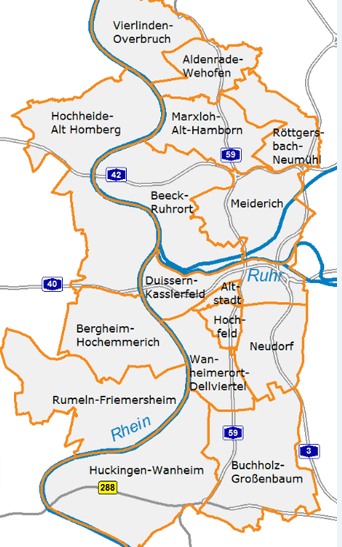 Vierlinden-
Overbruch
Aldenrade-
Wehofen
Hochheide-
Alt Homberg
Marxloh-
Alt-Hamborn
Röttgers-
bach-
Neumühl
59
42
Beeck-
Ruhrort
Meiderich
Ruhr
40
Duissern-
Kasslerfeld
Alt-
stadt
Hoch-
feld
Bergheim-
Hochemmerich
Neudorf
Wan-
heimerort-
Dellviertel
Rumeln-Friemersheim
Rhein
59
3
Huckingen-Wanheim
Buchholz-
Großenbaum
288